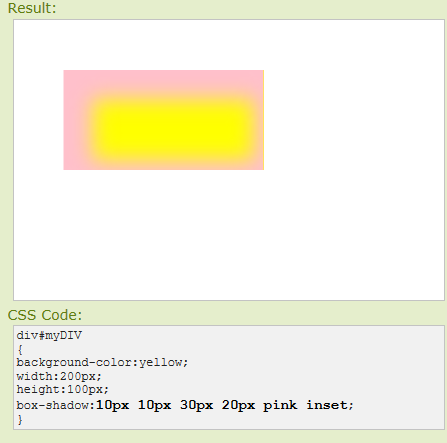 Result:
CSS Code:
div#myDIV
{
background-color:yellow;
width:200px;
height:100px;
box-shadow:10px 10px 30px 20px pink inset;
}